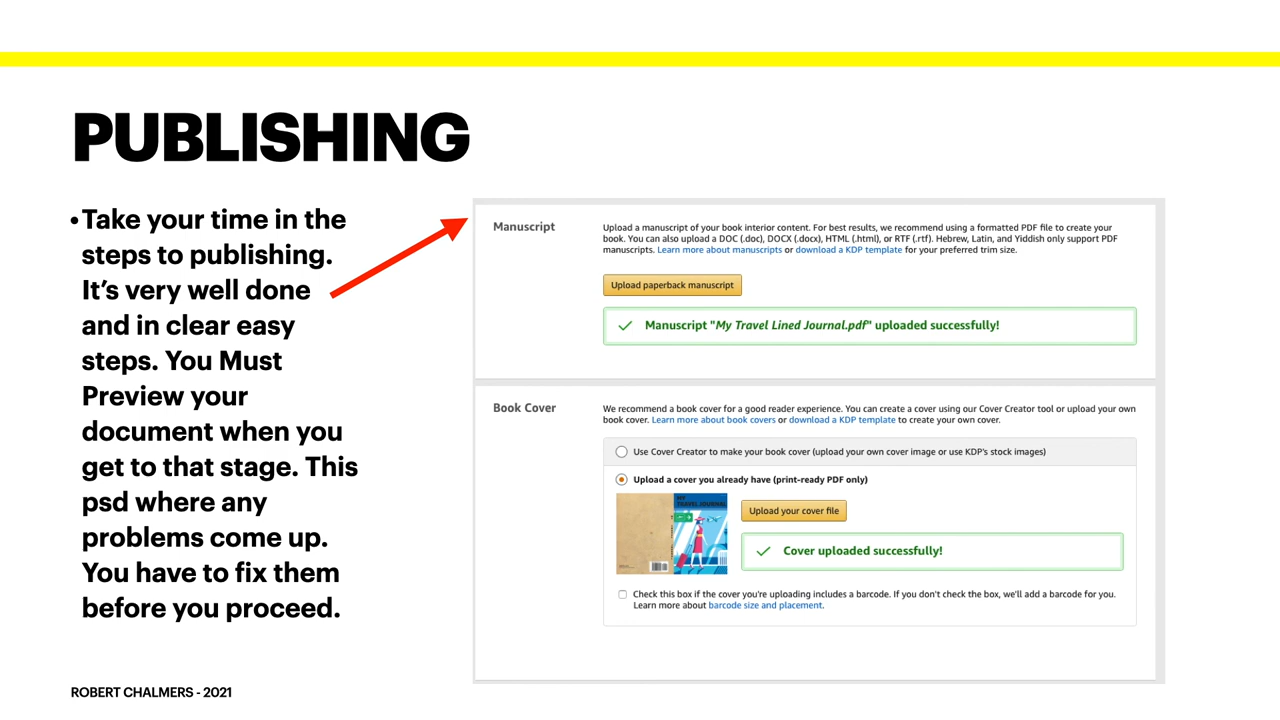 PUBLISHING
•Take your time in the
steps to publishing.
It's very well done
and in clear easy
steps. You Must
Preview your
document when you
get to that stage. This
psd where any
problems come up.
You have to fix them
before you proceed.
Manuscript
Upload a manuscript of your book interior content. For best results, we recommend using a formatted PDF file to create your
book. You can also upload a DOC (.doc), DOCX (.docx), HTML (.html), or RTF (.rtf). Hebrew, Latin, and Yiddish only support PDF
manuscripts. Learn more about manuscripts or download a KDP template for your preferred trim size.
Upload paperback manuscript
Manuscript "My Travel Lined Journal.pdf" uploaded successfully!
Book Cover
We recommend a book cover for a good reader experience. You can create a cover using our Cover Creator tool or upload your own
book cover. Learn more about book covers or download a KDP template to create your own cover.
Use Cover Creator to make your book cover (upload your own cover image or use KDP's stock images)
Upload a cover you already have (print-ready PDF only)
MY
TRAVEL JOURNAL
Upload your cover file
Cover uploaded successfully!
Check this box if the cover you're uploading includes a barcode. If you don't check the box, we'll add a barcode for you.
Learn more about barcode size and placement.
ROBERT CHALMERS - 2021